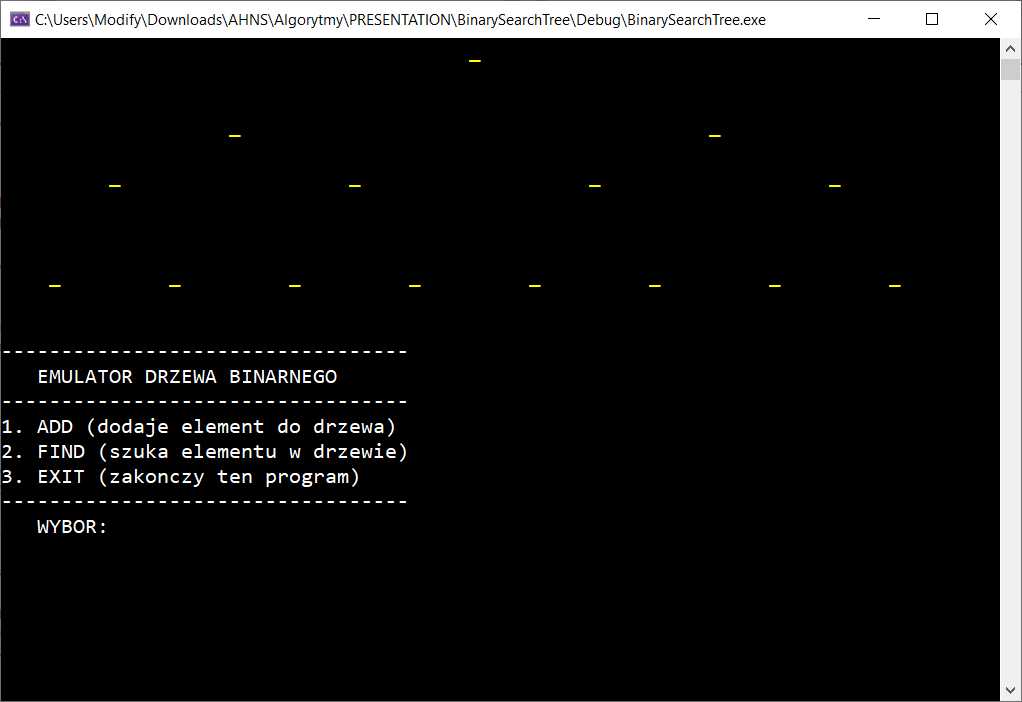 C:\Users\Modify\Downloads\AHNS\Algorytmy\PRESENTATION\BinarySearchTree\Debug\BinarySearchTree.exe
_
_ _
_ _ _ _
_ _ _ _ _ _ _ _
----------------------------------
EMULATOR DRZEWA BINARNEGO
----------------------------------
1. ADD (dodaje element do drzewa)
2. FIND (szuka elementu w drzewie)
3. EXIT (zakonczy ten program)
----------------------------------
WYBOR: